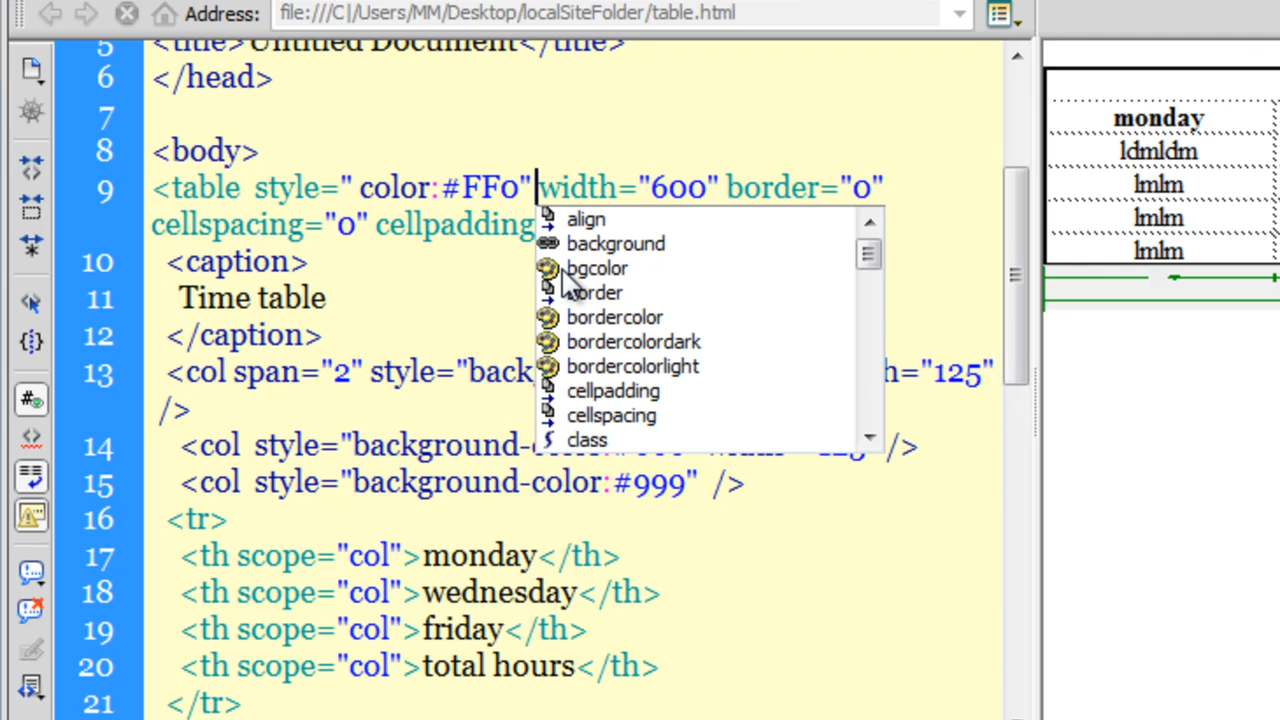 Address: file:///C|/Users/MM/Desktop/localSiteFolder/table.html
5 <title>Untitled Document</title>
6 </head>
7
8 <body>
9 <table style=" color:#FF0" width="600" border="0"
cellspacing="0" cellpadding
10 <caption>
11 Time table
12 </caption>
13 <col span="2" style="back h="125"
/>
14 <col style="background- />
15 <col style="background-color:#999" />
16 <tr>
17 <th scope="col">monday</th>
18 <th scope="col">wednesday</th>
19 <th scope="col">friday</th>
20 <th scope="col">total hours</th>
21 </tr>
align
background
bgcolor
border
bordercolor
bordercolordark
bordercolorlight
cellpadding
cellspacing
class
monday
ldmldm
lmlm
lmlm
lmlm